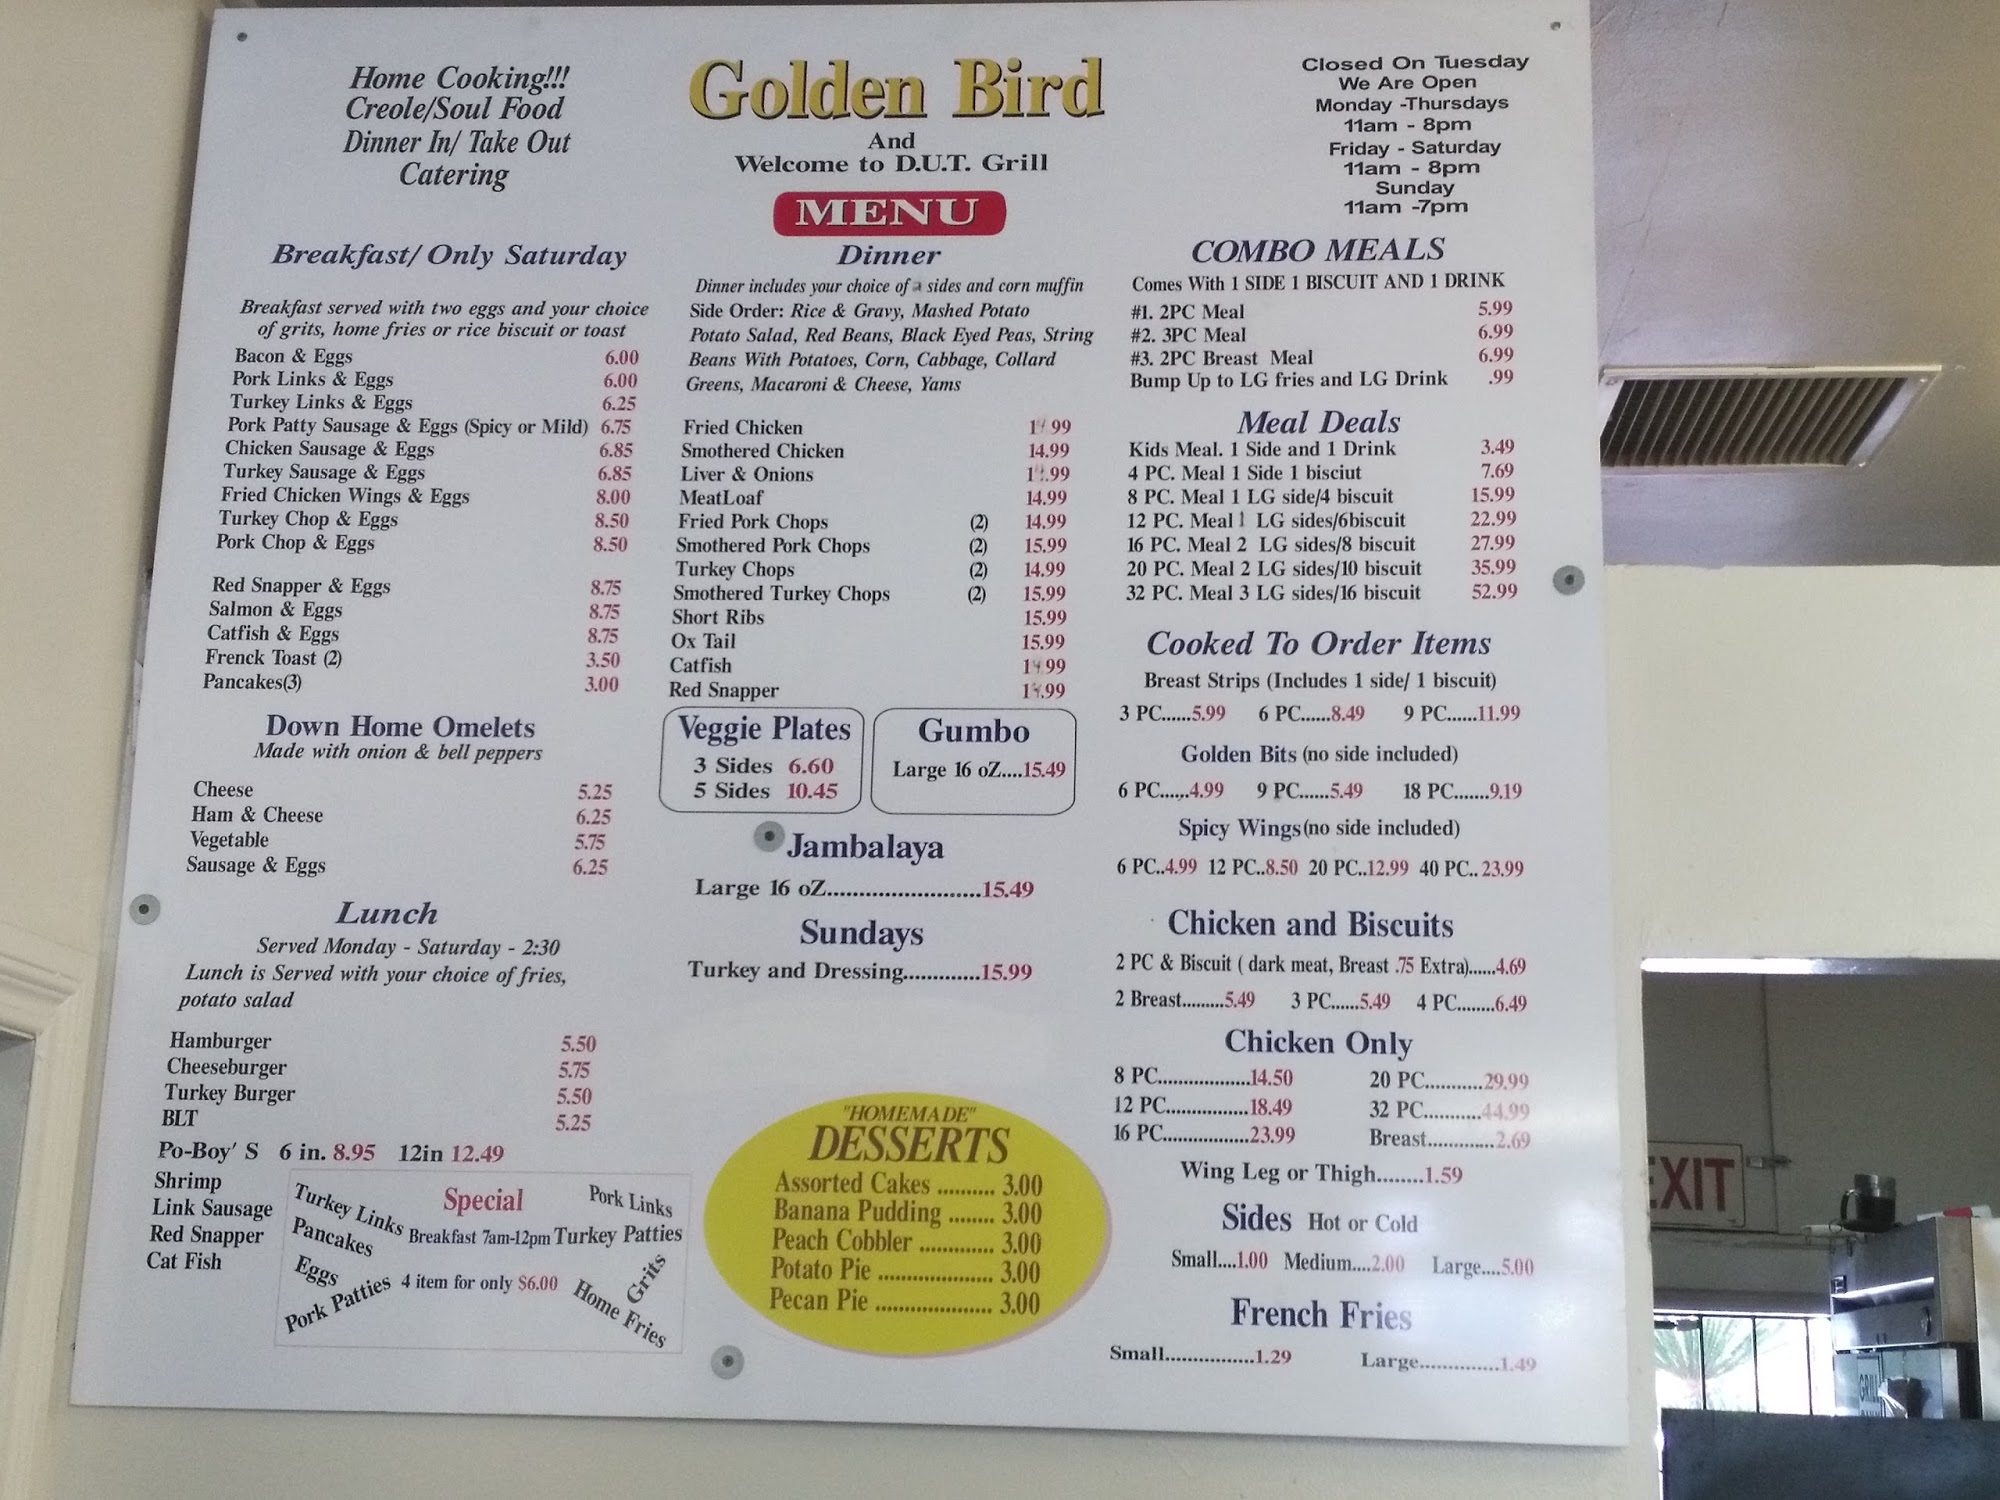 Home Cooking!!!
Creole/Soul Food
Dinner In/ Take Out
Catering
Golden Bird
And
Welcome to D.U.T. Grill
MENU
Closed On Tuesday
We Are Open
Monday -Thursdays
11am - 8pm
Friday - Saturday
11am - 8pm
Sunday
11am -7pm
Breakfast/ Only Saturday
Breakfast served with two eggs and your choice
of grits, home fries or rice biscuit or toast
Bacon & Eggs 6.00
Pork Links & Eggs 6.00
Turkey Links & Eggs 6.25
Pork Patty Sausage & Eggs (Spicy or Mild) 6.75
Chicken Sausage & Eggs 6.85
Turkey Sausage & Eggs 6.85
Fried Chicken Wings & Eggs 8.00
Turkey Chop & Eggs 8.50
Pork Chop & Eggs 8.50
Red Snapper & Eggs 8.75
Salmon & Eggs 8.75
Catfish & Eggs 8.75
Frenck Toast (2) 3.50
Pancakes(3) 3.00
Down Home Omelets
Made with onion & bell peppers
Cheese 5.25
Ham & Cheese 6.25
Vegetable 5.75
Sausage & Eggs 6.25
Lunch
Served Monday - Saturday - 2:30
Lunch is Served with your choice of fries,
potato salad
Hamburger 5.50
Cheeseburger 5.75
Turkey Burger 5.50
BLT 5.25
Po-Boy' S 6 in. 8.95 12in 12.49
Shrimp
Link Sausage
Red Snapper
Cat Fish
Special
Turkey Links
Pork Links
Pancakes
Breakfast 7am-12pm
Turkey Patties
Eggs
4 item for only $6.00
Grits
Pork Patties
Home Fries
Dinner
Dinner includes your choice of sides and corn muffin
Side Order: Rice & Gravy, Mashed Potato
Potato Salad, Red Beans, Black Eyed Peas, String
Beans With Potatoes, Corn, Cabbage, Collard
Greens, Macaroni & Cheese, Yams
Fried Chicken
Smothered Chicken 14.99
Liver & Onions
MeatLoaf 14.99
Fried Pork Chops (2) 14.99
Smothered Pork Chops (2) 15.99
Turkey Chops (2) 14.99
Smothered Turkey Chops (2) 15.99
Short Ribs 15.99
Ox Tail 15.99
Catfish
Red Snapper
Veggie Plates
3 Sides 6.60
5 Sides 10.45
Gumbo
Large 16 oZ....15.49
Jambalaya
Large 16 oZ........................15.49
Sundays
Turkey and Dressing.............15.99
"HOMEMADE"
DESSERTS
Assorted Cakes .......... 3.00
Banana Pudding ........ 3.00
Peach Cobbler ............. 3.00
Potato Pie .................... 3.00
Pecan Pie .................... 3.00
COMBO MEALS
Comes With 1 SIDE 1 BISCUIT AND 1 DRINK
#1. 2PC Meal 5.99
#2. 3PC Meal 6.99
#3. 2PC Breast Meal 6.99
Bump Up to LG fries and LG Drink .99
Meal Deals
Kids Meal. 1 Side and 1 Drink 3.49
4 PC. Meal 1 Side 1 bisciut 7.69
8 PC. Meal 1 LG side/4 biscuit 15.99
12 PC. Meal 1 LG sides/6biscuit 22.99
16 PC. Meal 2 LG sides/8 biscuit 27.99
20 PC. Meal 2 LG sides/10 biscuit 35.99
32 PC. Meal 3 LG sides/16 biscuit 52.99
Cooked To Order Items
Breast Strips (Includes 1 side/ 1 biscuit)
3 PC......5.99 6 PC......8.49 9 PC......11.99
Golden Bits (no side included)
6 PC......4.99 9 PC......5.49 18 PC.......9.19
Spicy Wings(no side included)
6 PC..4.99 12 PC..8.50 20 PC..12.99 40 PC.. 23.99
Chicken and Biscuits
2 PC & Biscuit ( dark meat, Breast .75 Extra)......4.69
2 Breast.........5.49 3 PC......5.49 4 PC........6.49
Chicken Only
8 PC...................14.50 20 PC...........29.99
12 PC.................18.49 32 PC...........44.99
16 PC.................23.99 Breast.............2.69
Wing Leg or Thigh........1.59
Sides Hot or Cold
Small....1.00 Medium....2.00 Large....5.00
French Fries
Small.................1.29 Large...............1.49
EXIT
GRILL